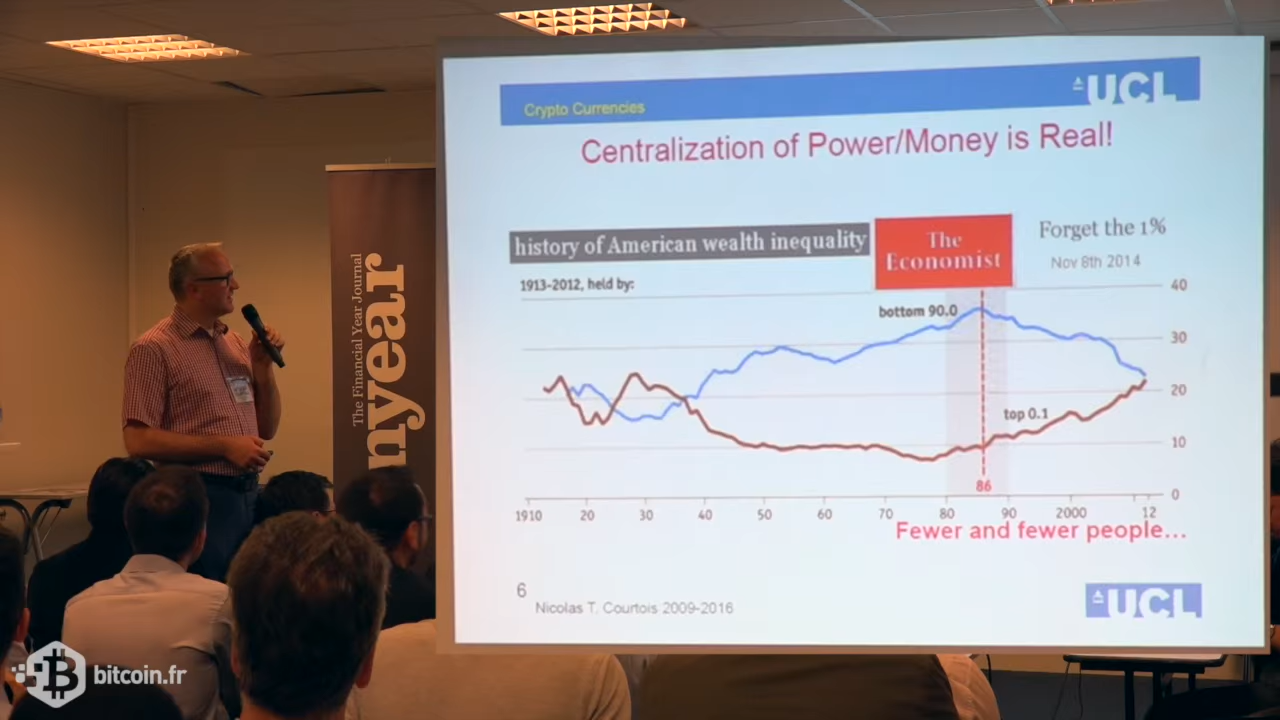 Crypto Currencies
UCL
Centralization of Power/Money is Real!
history of American wealth inequality
The
Economist
Forget the 1%
Nov 8th 2014
1913-2012, held by:
40
bottom 90.0
30
20
top 0.1
10
86
0
1910 20 30 40 50 60 70 80 90 2000 12
Fewer and fewer people...
6
Nicolas T. Courtois 2009-2016
UCL
The Financial Year Journal
nyear
bitcoin.fr